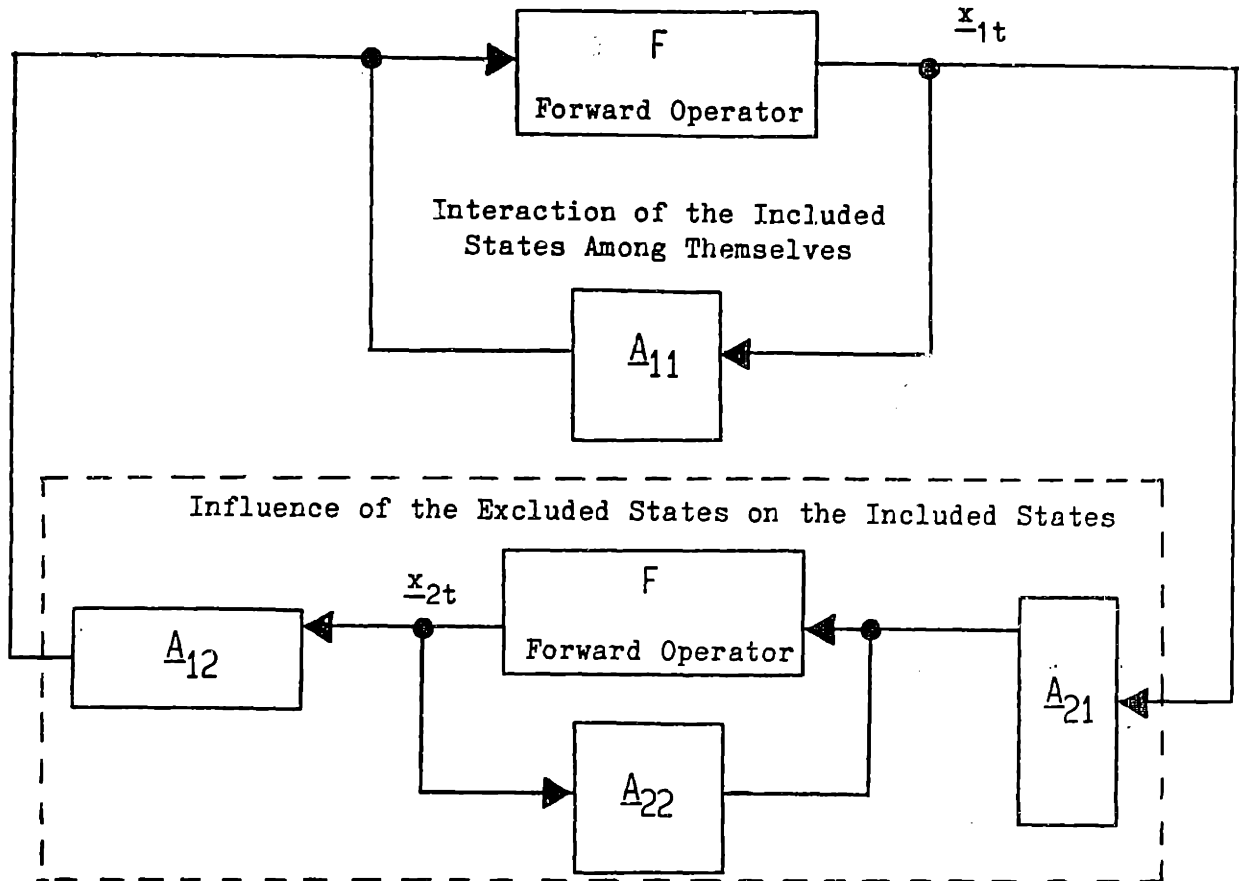 x1t
F
Forward Operator
Interaction of the Included
States Among Themselves
A11
Influence of the Excluded States on the Included States
x2t
F
Forward Operator
A12
A21
A22